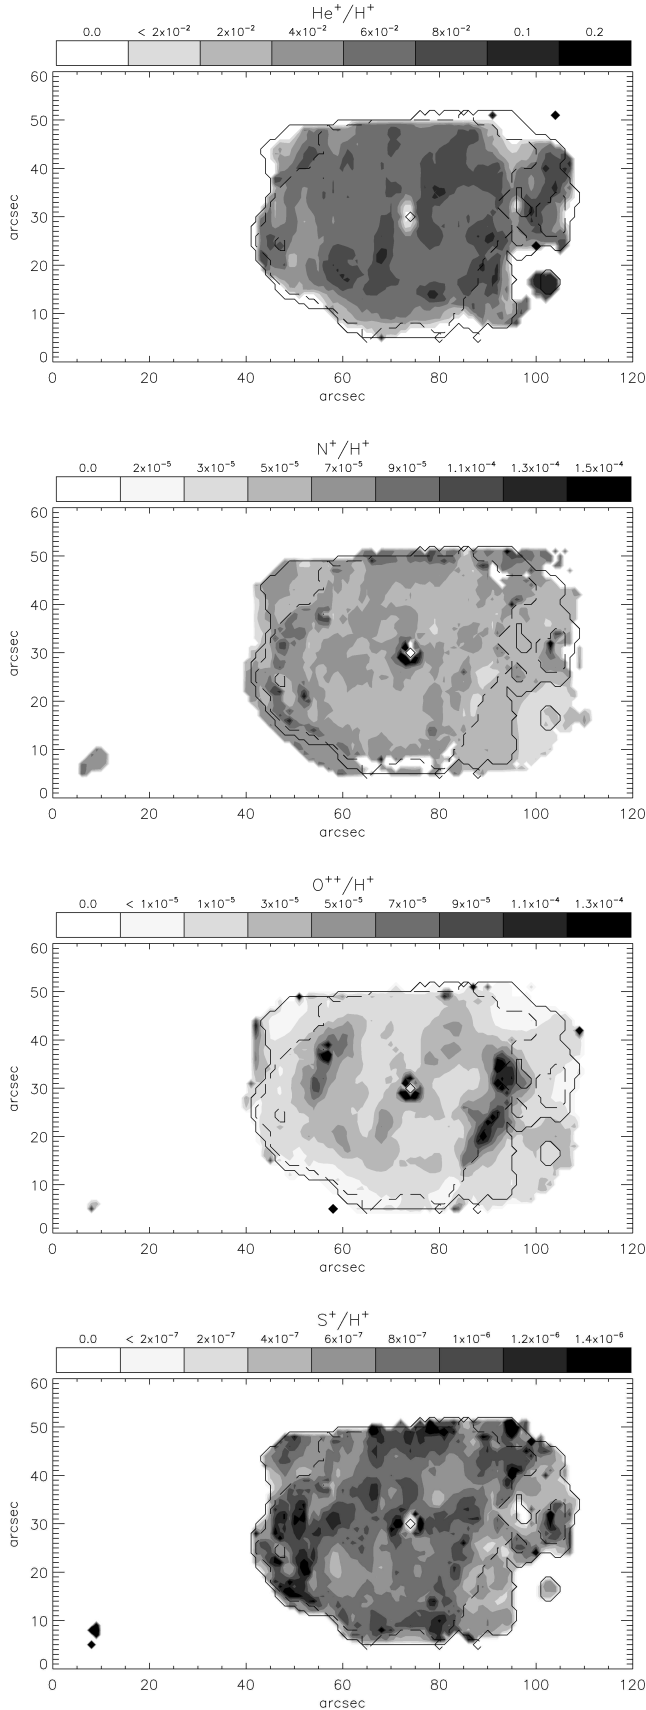 He⁺/H⁺
0.0 < 2x10⁻² 2x10⁻² 4x10⁻² 6x10⁻² 8x10⁻² 0.1 0.2
60
50
40
30
20
10
0
arcsec
0 20 40 60 80 100 120
arcsec
N⁺/H⁺
0.0 2x10⁻⁵ 3x10⁻⁵ 5x10⁻⁵ 7x10⁻⁵ 9x10⁻⁵ 1.1x10⁻⁴ 1.3x10⁻⁴ 1.5x10⁻⁴
60
50
40
30
20
10
0
arcsec
0 20 40 60 80 100 120
arcsec
O⁺⁺/H⁺
0.0 < 1x10⁻⁵ 1x10⁻⁵ 3x10⁻⁵ 5x10⁻⁵ 7x10⁻⁵ 9x10⁻⁵ 1.1x10⁻⁴ 1.3x10⁻⁴
60
50
40
30
20
10
0
arcsec
0 20 40 60 80 100 120
arcsec
S⁺/H⁺
0.0 < 2x10⁻⁷ 2x10⁻⁷ 4x10⁻⁷ 6x10⁻⁷ 8x10⁻⁷ 1x10⁻⁶ 1.2x10⁻⁶ 1.4x10⁻⁶
60
50
40
30
20
10
0
arcsec
0 20 40 60 80 100 120
arcsec